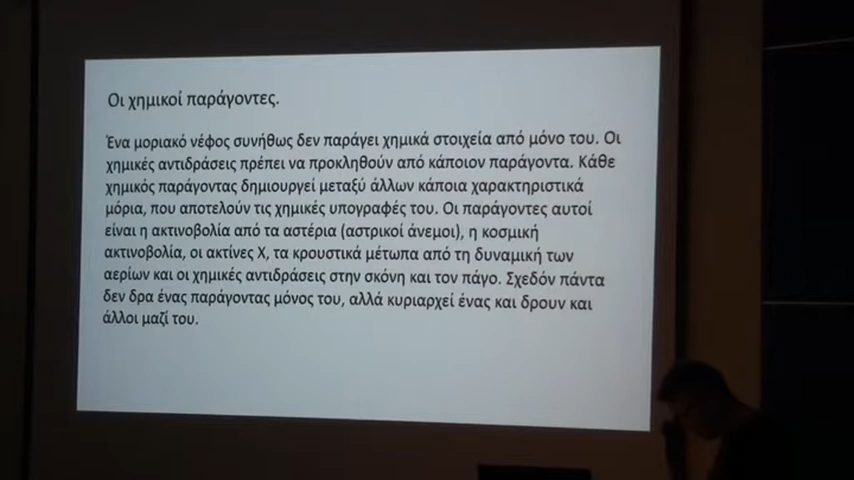 Οι χημικοί παράγοντες.
Ένα μοριακό νέφος συνήθως δεν παράγει χημικά στοιχεία από μόνο του. Οι
χημικές αντιδράσεις πρέπει να προκληθούν από κάποιον παράγοντα. Κάθε
χημικός παράγοντας δημιουργεί μεταξύ άλλων κάποια χαρακτηριστικά
μόρια, που αποτελούν τις χημικές υπογραφές του. Οι παράγοντες αυτοί
είναι η ακτινοβολία από τα αστέρια (αστρικοί άνεμοι), η κοσμική
ακτινοβολία, οι ακτίνες Χ, τα κρουστικά μέτωπα από τη δυναμική των
αερίων και οι χημικές αντιδράσεις στην σκόνη και τον πάγο. Σχεδόν πάντα
δεν δρα ένας παράγοντας μόνος του, αλλά κυριαρχεί ένας και δρουν και
άλλοι μαζί του.